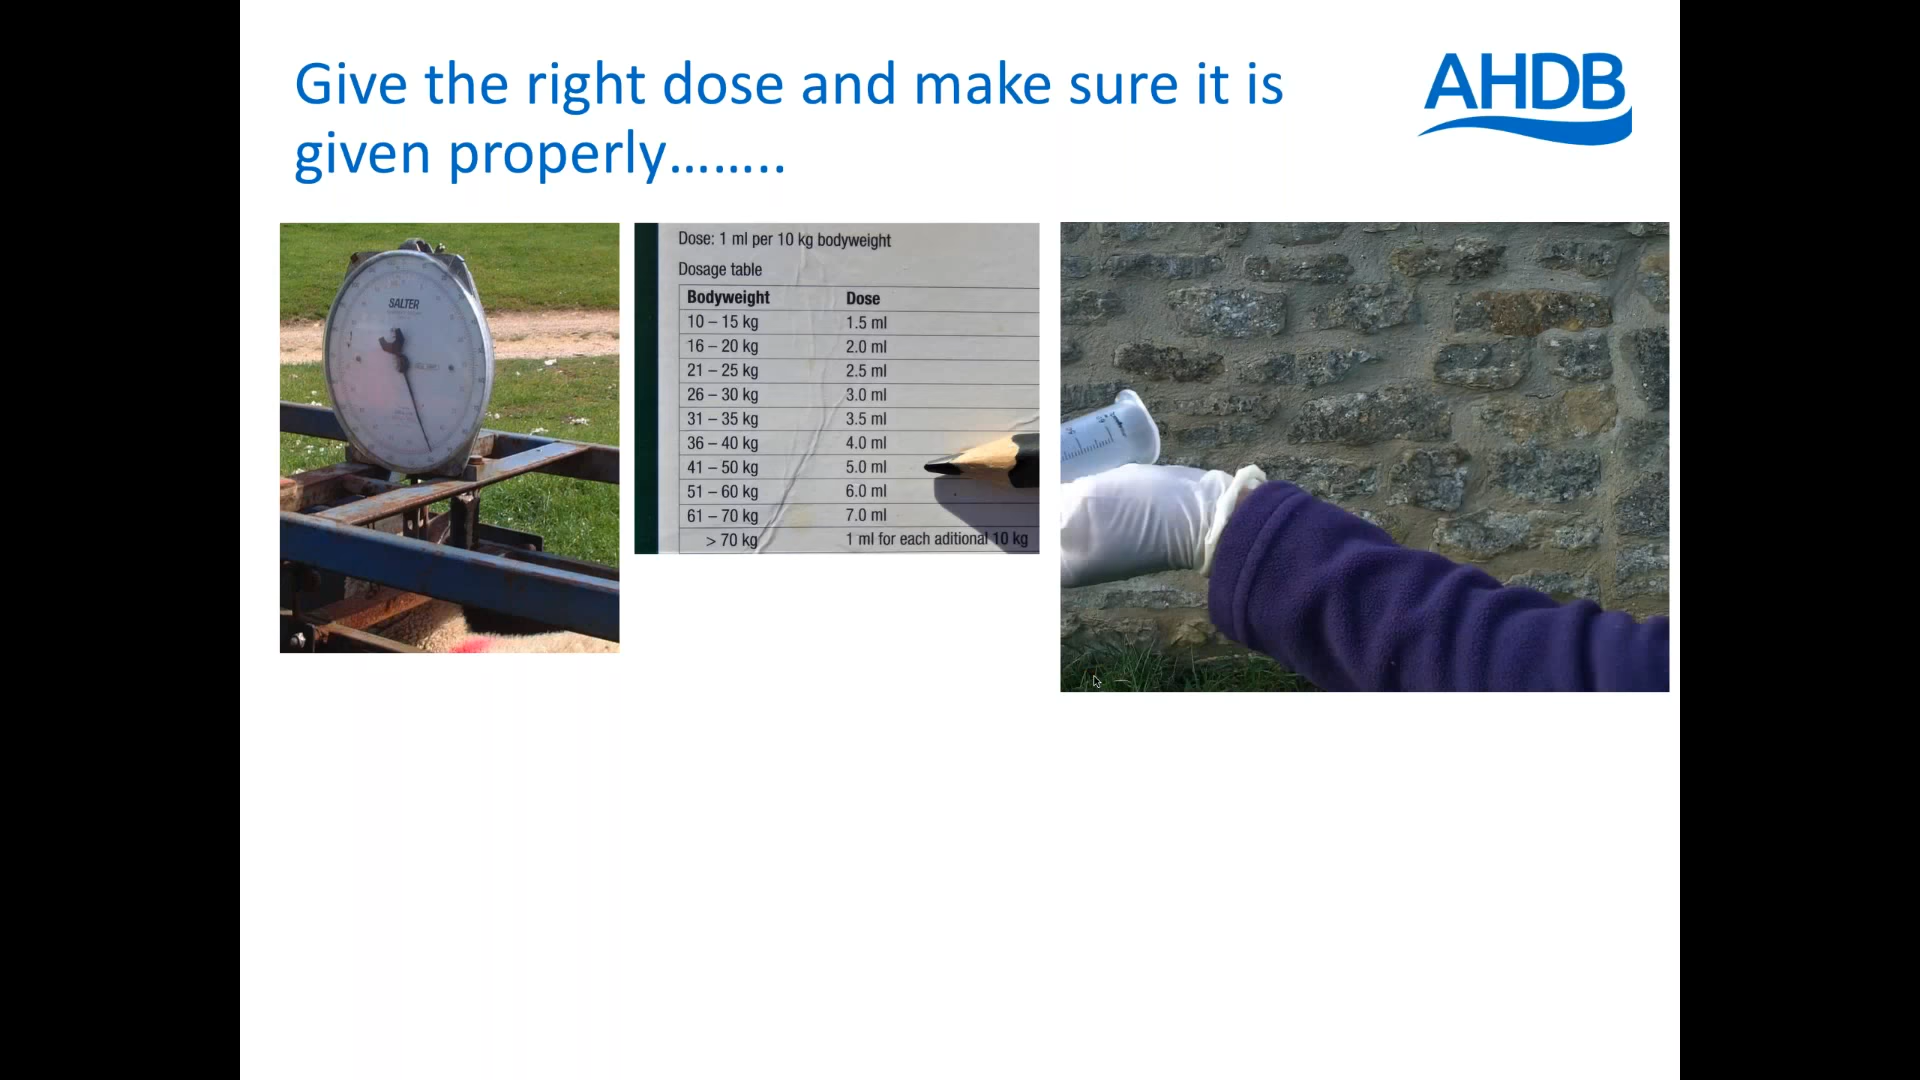 Give the right dose and make sure it is
given properly........
AHDB
SALTER
Dose: 1 ml per 10 kg bodyweight
Dosage table
Bodyweight Dose
10 – 15 kg 1.5 ml
16 – 20 kg 2.0 ml
21 – 25 kg 2.5 ml
26 – 30 kg 3.0 ml
31 – 35 kg 3.5 ml
36 – 40 kg 4.0 ml
41 – 50 kg 5.0 ml
51 – 60 kg 6.0 ml
61 – 70 kg 7.0 ml
> 70 kg 1 ml for each aditional 10 kg